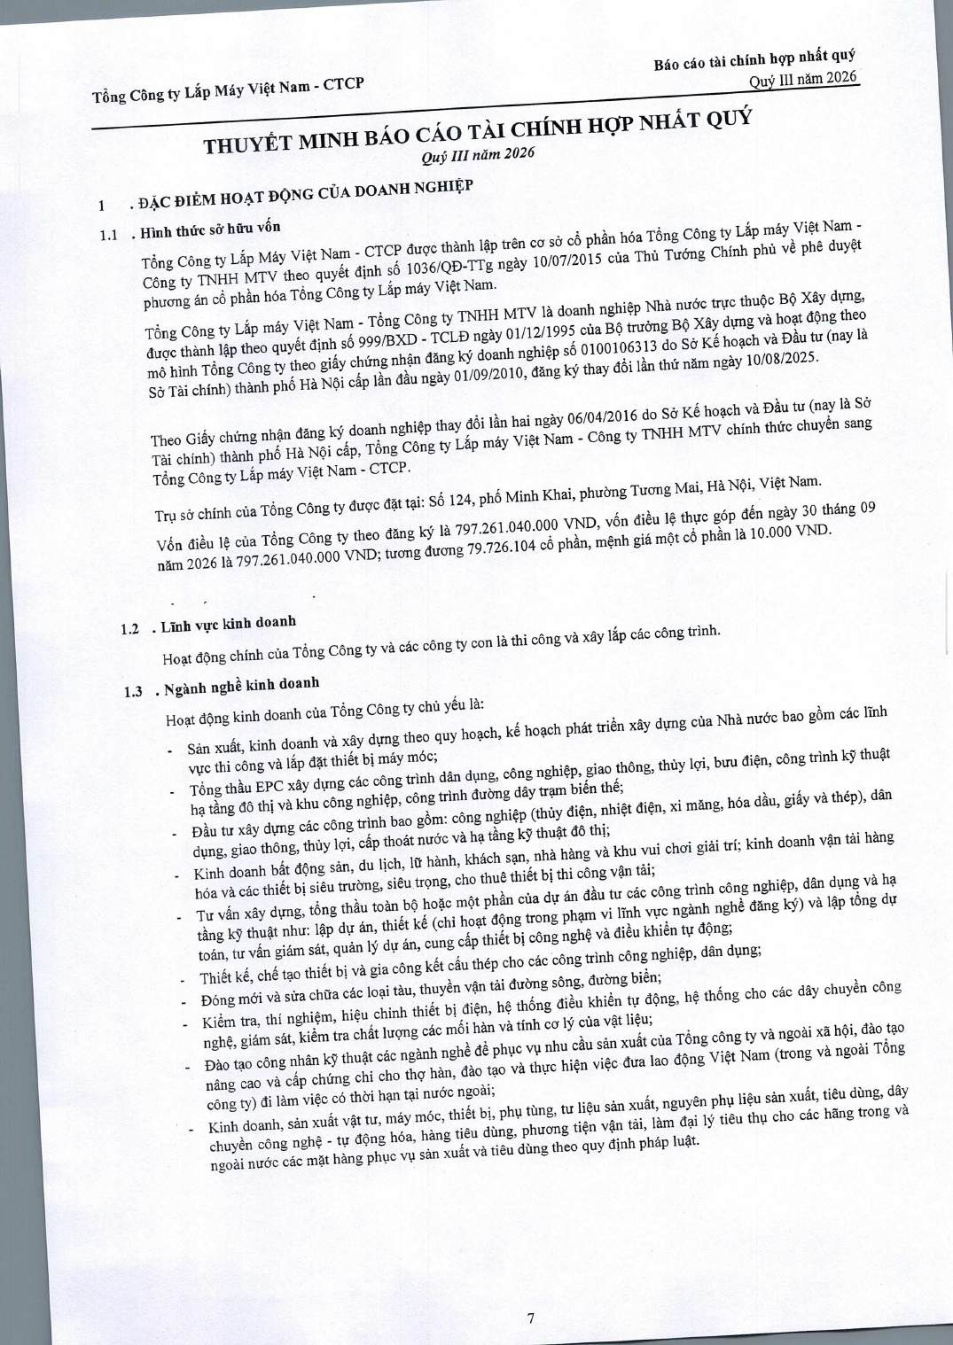 Tổng Công ty Lắp Máy Việt Nam - CTCP
Báo cáo tài chính hợp nhất quý
Quý III năm 2026
THUYẾT MINH BÁO CÁO TÀI CHÍNH HỢP NHẤT QUÝ
Quý III năm 2026
1 . ĐẶC ĐIỂM HOẠT ĐỘNG CỦA DOANH NGHIỆP
1.1 . Hình thức sở hữu vốn
Tổng Công ty Lắp Máy Việt Nam - CTCP được thành lập trên cơ sở cổ phần hóa Tổng Công ty Lắp máy Việt Nam -
Công ty TNHH MTV theo quyết định số 1036/QĐ-TTg ngày 10/07/2015 của Thủ Tướng Chính phủ về phê duyệt
phương án cổ phần hóa Tổng Công ty Lắp máy Việt Nam.
Tổng Công ty Lắp máy Việt Nam - Tổng Công ty TNHH MTV là doanh nghiệp Nhà nước trực thuộc Bộ Xây dựng,
được thành lập theo quyết định số 999/BXD - TCLĐ ngày 01/12/1995 của Bộ trưởng Bộ Xây dựng và hoạt động theo
mô hình Tổng Công ty theo giấy chứng nhận đăng ký doanh nghiệp số 0100106313 do Sở Kế hoạch và Đầu tư (nay là
Sở Tài chính) thành phố Hà Nội cấp lần đầu ngày 01/09/2010, đăng ký thay đổi lần thứ năm ngày 10/08/2025.
Theo Giấy chứng nhận đăng ký doanh nghiệp thay đổi lần hai ngày 06/04/2016 do Sở Kế hoạch và Đầu tư (nay là Sở
Tài chính) thành phố Hà Nội cấp, Tổng Công ty Lắp máy Việt Nam - Công ty TNHH MTV chính thức chuyển sang
Tổng Công ty Lắp máy Việt Nam - CTCP.
Trụ sở chính của Tổng Công ty được đặt tại: Số 124, phố Minh Khai, phường Tương Mai, Hà Nội, Việt Nam.
Vốn điều lệ của Tổng Công ty theo đăng ký là 797.261.040.000 VND, vốn điều lệ thực góp đến ngày 30 tháng 09
năm 2026 là 797.261.040.000 VND; tương đương 79.726.104 cổ phần, mệnh giá một cổ phần là 10.000 VND.
1.2 . Lĩnh vực kinh doanh
Hoạt động chính của Tổng Công ty và các công ty con là thi công và xây lắp các công trình.
1.3 . Ngành nghề kinh doanh
Hoạt động kinh doanh của Tổng Công ty chủ yếu là:
- Sản xuất, kinh doanh và xây dựng theo quy hoạch, kế hoạch phát triển xây dựng của Nhà nước bao gồm các lĩnh
vực thi công và lắp đặt thiết bị máy móc;
- Tổng thầu EPC xây dựng các công trình dân dụng, công nghiệp, giao thông, thủy lợi, bưu điện, công trình kỹ thuật
hạ tầng đô thị và khu công nghiệp, công trình đường dây trạm biến thế;
- Đầu tư xây dựng các công trình bao gồm: công nghiệp (thủy điện, nhiệt điện, xi măng, hóa dầu, giấy và thép), dân
dụng, giao thông, thủy lợi, cấp thoát nước và hạ tầng kỹ thuật đô thị;
- Kinh doanh bất động sản, du lịch, lữ hành, khách sạn, nhà hàng và khu vui chơi giải trí; kinh doanh vận tải hàng
hóa và các thiết bị siêu trường, siêu trọng, cho thuê thiết bị thi công vận tải;
- Tư vấn xây dựng, tổng thầu toàn bộ hoặc một phần của dự án đầu tư các công trình công nghiệp, dân dụng và hạ
tầng kỹ thuật như: lập dự án, thiết kế (chỉ hoạt động trong phạm vi lĩnh vực ngành nghề đăng ký) và lập tổng dự
toán, tư vấn giám sát, quản lý dự án, cung cấp thiết bị công nghệ và điều khiển tự động;
- Thiết kế, chế tạo thiết bị và gia công kết cấu thép cho các công trình công nghiệp, dân dụng;
- Đóng mới và sửa chữa các loại tàu, thuyền vận tải đường sông, đường biển;
- Kiểm tra, thí nghiệm, hiệu chỉnh thiết bị điện, hệ thống điều khiển tự động, hệ thống cho các dây chuyền công
nghệ, giám sát, kiểm tra chất lượng các mối hàn và tính cơ lý của vật liệu;
- Đào tạo công nhân kỹ thuật các ngành nghề để phục vụ nhu cầu sản xuất của Tổng công ty và ngoài xã hội, đào tạo
nâng cao và cấp chứng chỉ cho thợ hàn, đào tạo và thực hiện việc đưa lao động Việt Nam (trong và ngoài Tổng
công ty) đi làm việc có thời hạn tại nước ngoài;
- Kinh doanh, sản xuất vật tư, máy móc, thiết bị, phụ tùng, tư liệu sản xuất, nguyên phụ liệu sản xuất, tiêu dùng, dây
chuyền công nghệ - tự động hóa, hàng tiêu dùng, phương tiện vận tải, làm đại lý tiêu thụ cho các hãng trong và
ngoài nước các mặt hàng phục vụ sản xuất và tiêu dùng theo quy định pháp luật.
7